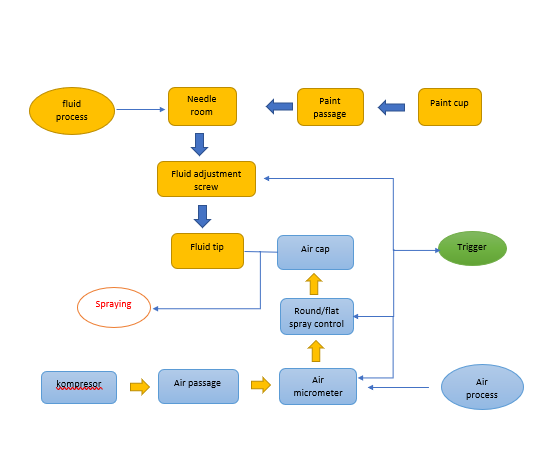 fluid
process
Needle
room
Paint
passage
Paint cup
Fluid adjustment
screw
Fluid tip
Air cap
Trigger
Spraying
Round/flat
spray control
kompresor
Air passage
Air
micrometer
Air
process